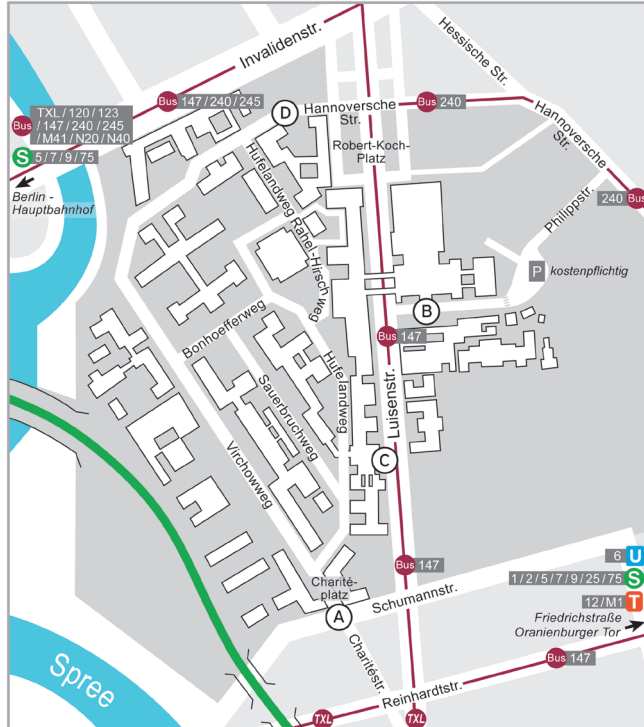 Invalidenstr.
Hessische Str.
Bus 147/240/245
Bus TXL/120/123
/147/240/245
/M41/N20/N40
S 5/7/9/75
Berlin -
Hauptbahnhof
D
Hannoversche
Str.
Bus 240
Hannoversche
Str.
Robert-Koch-
Platz
Philippstr.
240 Bus
Hufelandweg
Rahel-Hirsch weg
P kostenpflichtig
B
Bonhoefferweg
Bus 147
Sauerbruchweg
Hufelandweg
Luisenstr.
Virchowweg
C
Bus 147
6 U
1/2/5/7/9/25/75 S
12/M1 T
Friedrichstraße
Oranienburger Tor
Charité-
platz
A
Schumannstr.
Charitéstr.
Bus 147
Spree
Reinhardtstr.
TXL
TXL